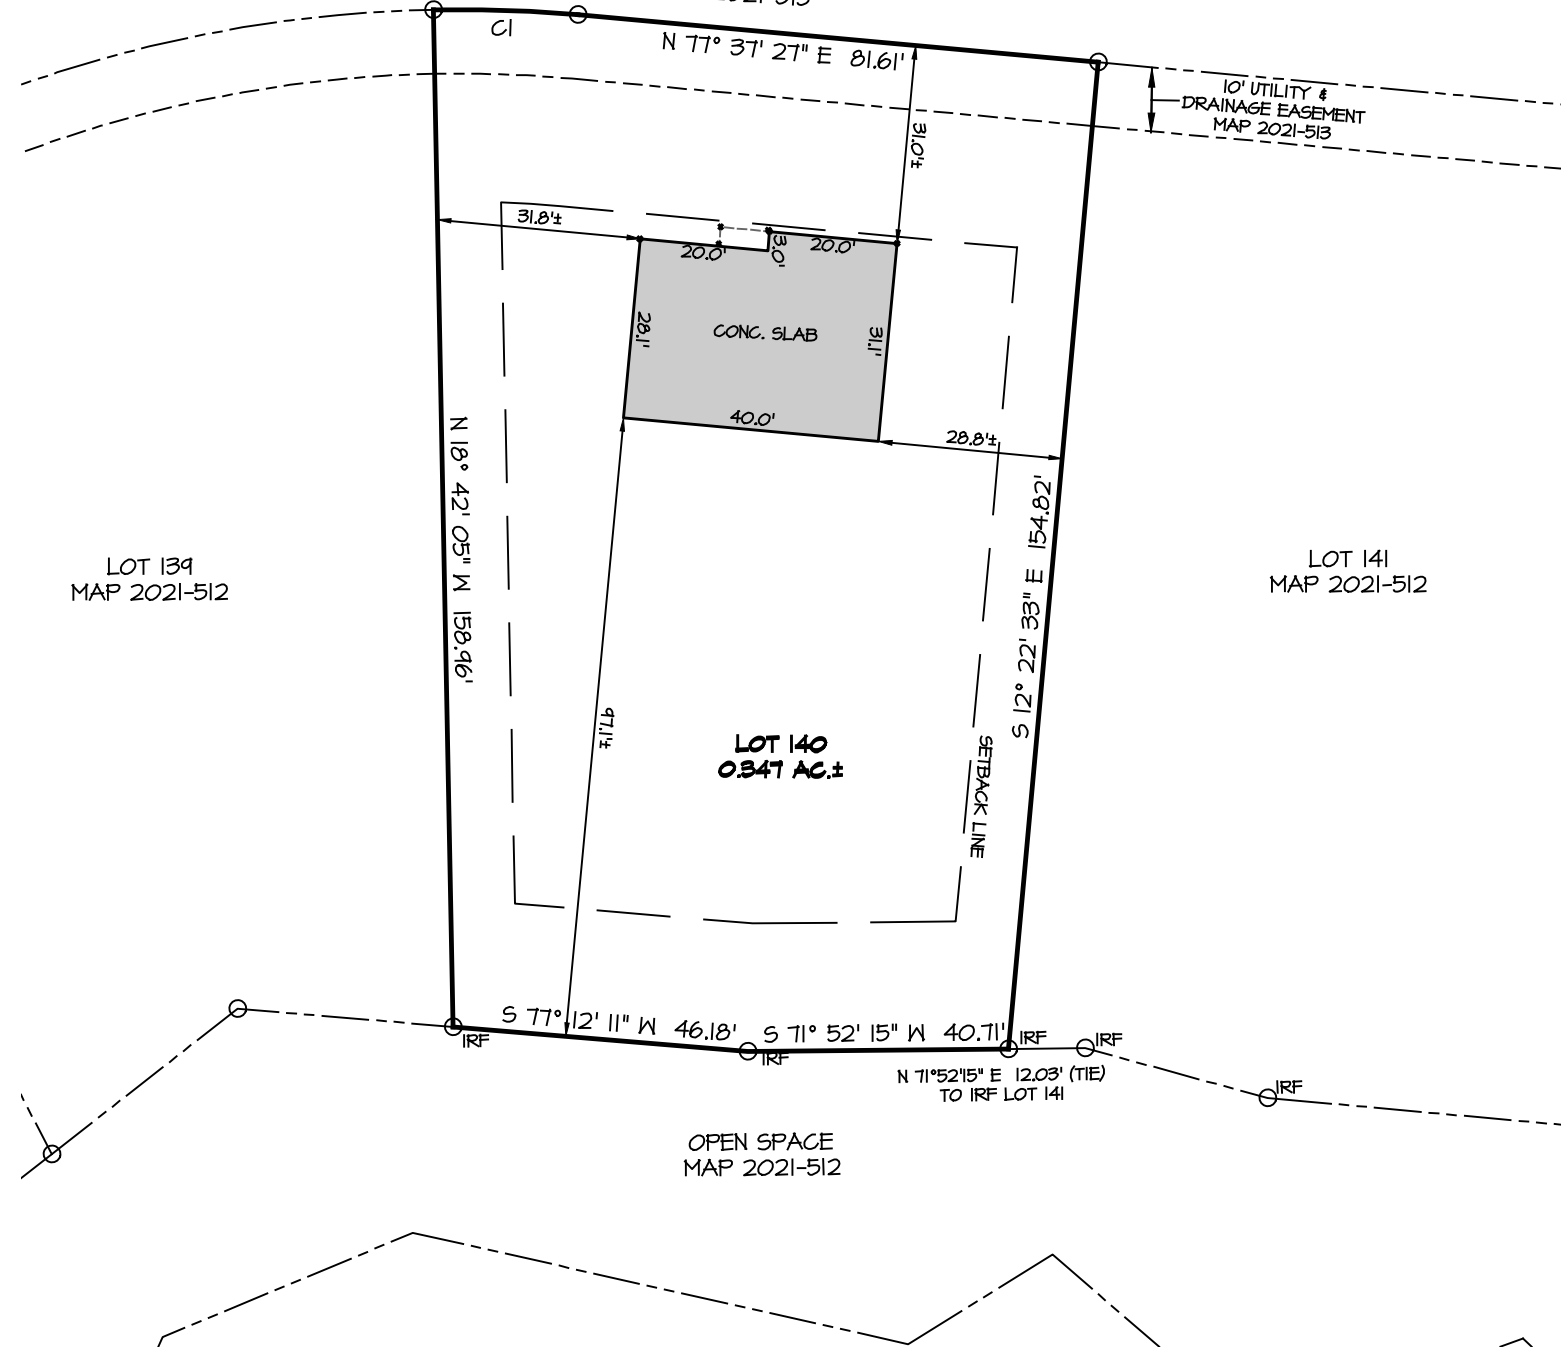 C1
N 77° 37' 27" E 81.61'
10' UTILITY &
DRAINAGE EASEMENT
MAP 2021-513
31.0'±
31.8'±
20.0'
3.0'
20.0'
28.1'
CONC. SLAB
31.1'
40.0'
28.8'±
N 18° 42' 05" W 158.96'
S 12° 22' 33" E 154.82'
LOT 139
MAP 2021-512
LOT 141
MAP 2021-512
97.1'±
LOT 140
0.347 AC.±
SETBACK LINE
S 77° 12' 11" W 46.18'
S 71° 52' 15" W 40.71'
IRF
IRF
IRF
IRF
IRF
N 71°52'15" E 12.03' (TIE)
TO IRF LOT 141
OPEN SPACE
MAP 2021-512